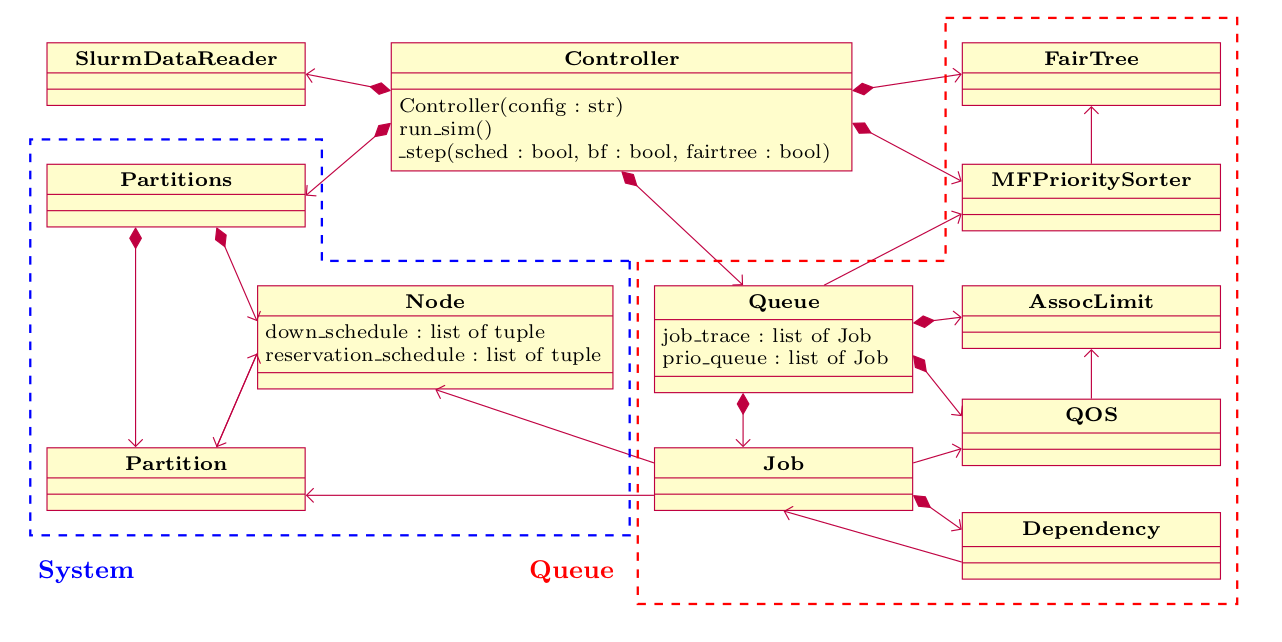 SlurmDataReader
Controller
Controller(config : str)
run_sim()
_step(sched : bool, bf : bool, fairtree : bool)
FairTree
Partitions
MFPrioritySorter
Node
down_schedule : list of tuple
reservation_schedule : list of tuple
Queue
job_trace : list of Job
prio_queue : list of Job
AssocLimit
QOS
Partition
Job
Dependency
System
Queue